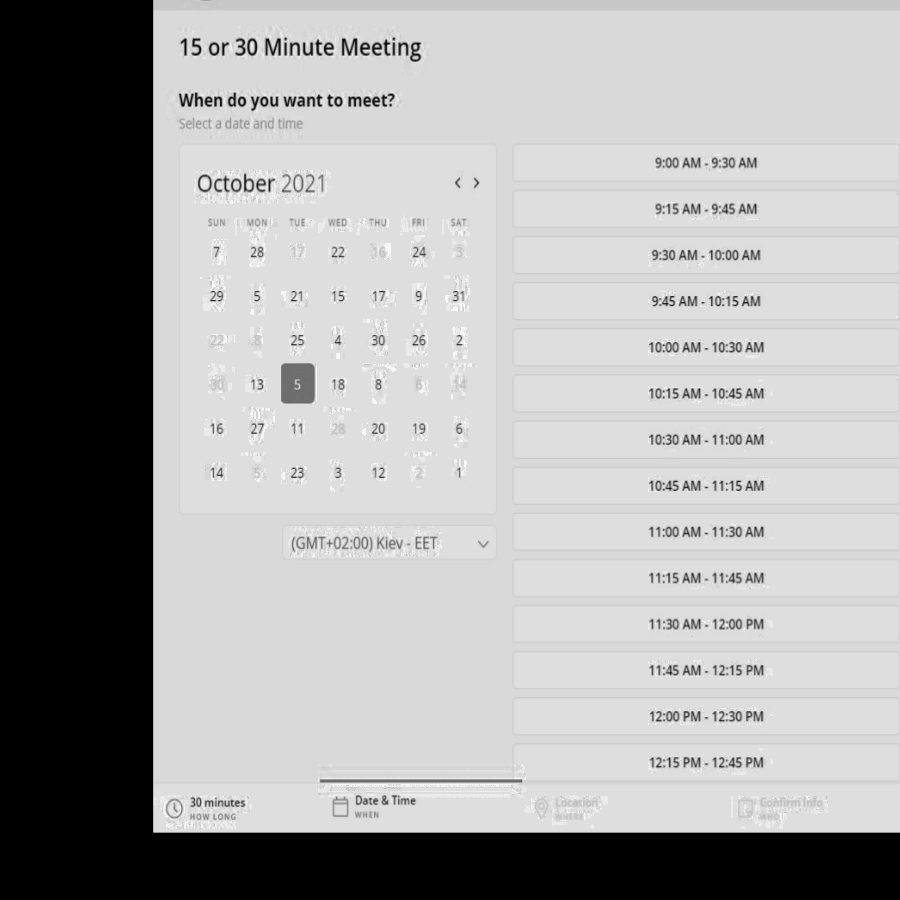 15 or 30 Minute Meeting
When do you want to meet?
Select a date and time
October 2021
SUN MON TUE WED THU FRI SAT
7 28 17 22 16 24 3
29 5 21 15 17 9 31
22 8 25 4 30 26 2
30 13 5 18 8 6 14
16 27 11 28 20 19 6
14 5 23 3 12 2 1
(GMT+02:00) Kiev - EET
9:00 AM - 9:30 AM
9:15 AM - 9:45 AM
9:30 AM - 10:00 AM
9:45 AM - 10:15 AM
10:00 AM - 10:30 AM
10:15 AM - 10:45 AM
10:30 AM - 11:00 AM
10:45 AM - 11:15 AM
11:00 AM - 11:30 AM
11:15 AM - 11:45 AM
11:30 AM - 12:00 PM
11:45 AM - 12:15 PM
12:00 PM - 12:30 PM
12:15 PM - 12:45 PM
30 minutes
HOW LONG
Date & Time
WHEN
Location
WHERE
Confirm Info
WHO